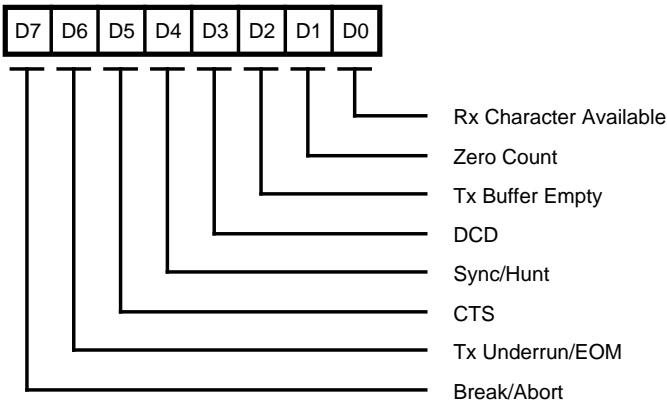 D7 D6 D5 D4 D3 D2 D1 D0
Rx Character Available
Zero Count
Tx Buffer Empty
DCD
Sync/Hunt
CTS
Tx Underrun/EOM
Break/Abort